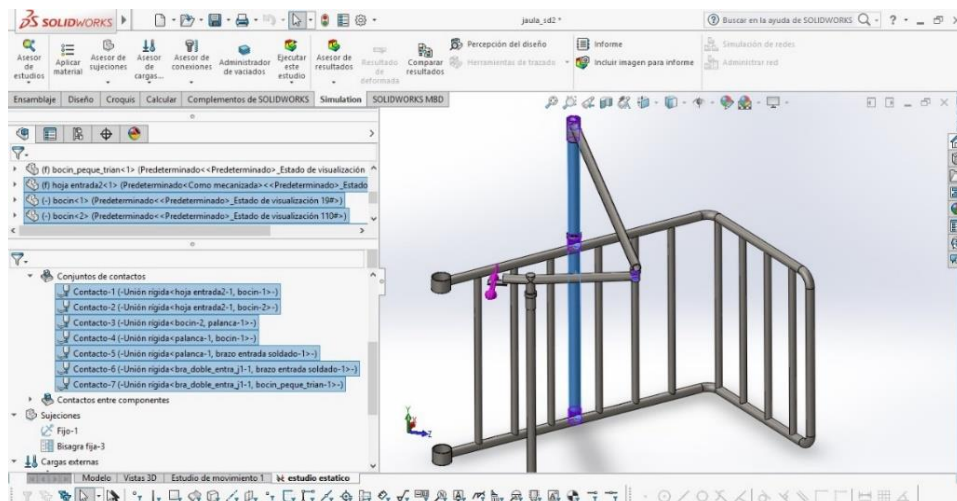 SOLIDWORKS
jaula_sd2 *
Buscar en la ayuda de SOLIDWORKS
Asesor de estudios
Aplicar material
Asesor de sujeciones
Asesor de cargas...
Asesor de conexiones
Administrador de vaciados
Ejecutar este estudio
Asesor de resultados
Resultado de deformada
Comparar resultados
Percepción del diseño
Herramientas de trazado
Informe
Incluir imagen para informe
Simulación de redes
Administrar red
Ensamblaje Diseño Croquis Calcular Complementos de SOLIDWORKS Simulation SOLIDWORKS MBD
(f) bocin_peque_trian<1> (Predeterminado<<Predeterminado>_Estado de visualización
(f) hoja entrada2<1> (Predeterminado<Como mecanizada><<Predeterminado>_Estado
(-) bocin<1> (Predeterminado<<Predeterminado>_Estado de visualización 19#>)
(-) bocin<2> (Predeterminado<<Predeterminado>_Estado de visualización 110#>)
Conjuntos de contactos
Contacto-1 (-Unión rígida<hoja entrada2-1, bocin-1>-)
Contacto-2 (-Unión rígida<hoja entrada2-1, bocin-2>-)
Contacto-3 (-Unión rígida<bocin-2, palanca-1>-)
Contacto-4 (-Unión rígida<palanca-1, bocin-1>-)
Contacto-5 (-Unión rígida<palanca-1, brazo entrada soldado-1>-)
Contacto-6 (-Unión rígida<bra_doble_entra_j1-1, brazo entrada soldado-1>-)
Contacto-7 (-Unión rígida<bra_doble_entra_j1-1, bocin_peque_trian-1>-)
Contactos entre componentes
Sujeciones
Fijo-1
Bisagra fija-3
Cargas externas
Y
Z
Modelo Vistas 3D Estudio de movimiento 1 estudio estatico